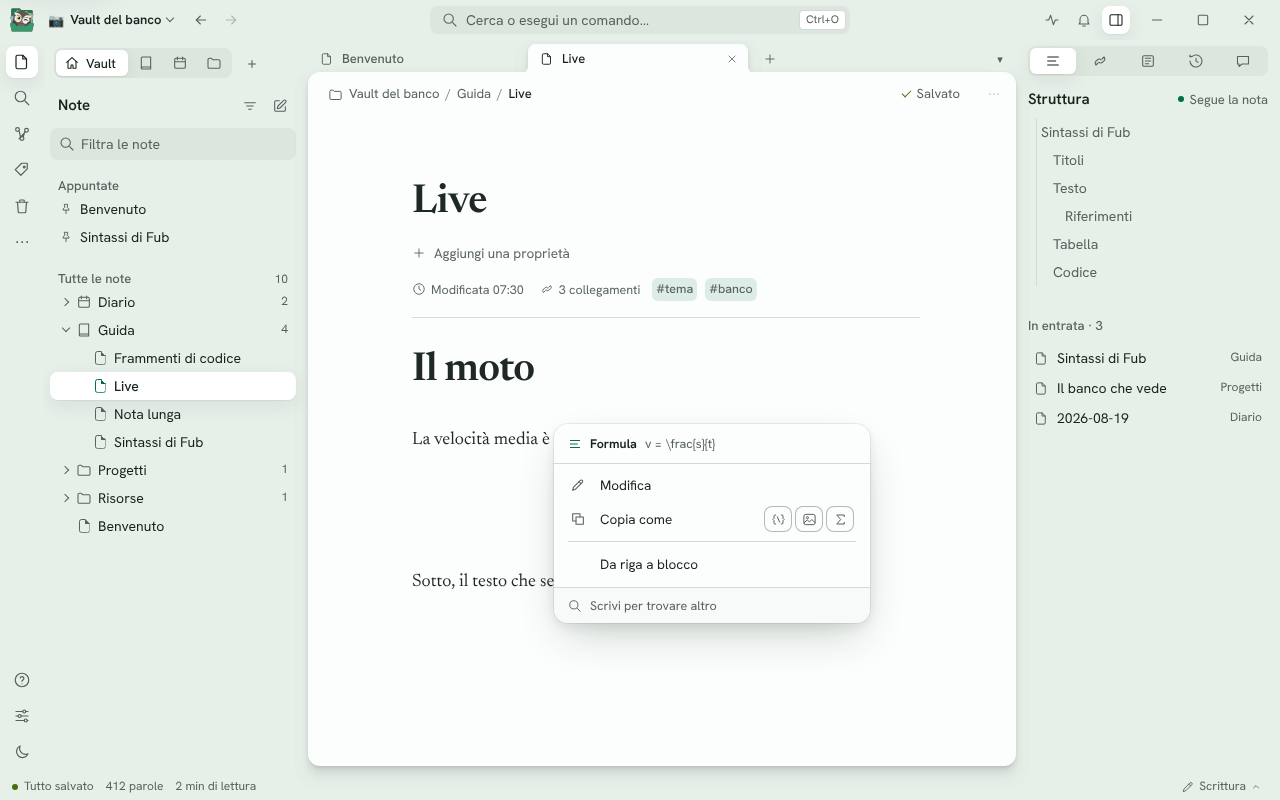 Vault del banco
Cerca o esegui un comando...
Ctrl+O
Vault
Benvenuto
Live
Note
Filtra le note
Appuntate
Benvenuto
Sintassi di Fub
Tutte le note 10
Diario 2
Guida 4
Frammenti di codice
Live
Nota lunga
Sintassi di Fub
Progetti 1
Risorse 1
Benvenuto
Vault del banco / Guida / Live
Salvato
Live
Aggiungi una proprietà
Modificata 07:30 3 collegamenti #tema #banco
Il moto
La velocità media è
Sotto, il testo che se
Formula v = \frac{s}{t}
Modifica
Copia come
Da riga a blocco
Scrivi per trovare altro
Struttura
Segue la nota
Sintassi di Fub
Titoli
Testo
Riferimenti
Tabella
Codice
In entrata · 3
Sintassi di Fub Guida
Il banco che vede Progetti
2026-08-19 Diario
Tutto salvato 412 parole 2 min di lettura
Scrittura